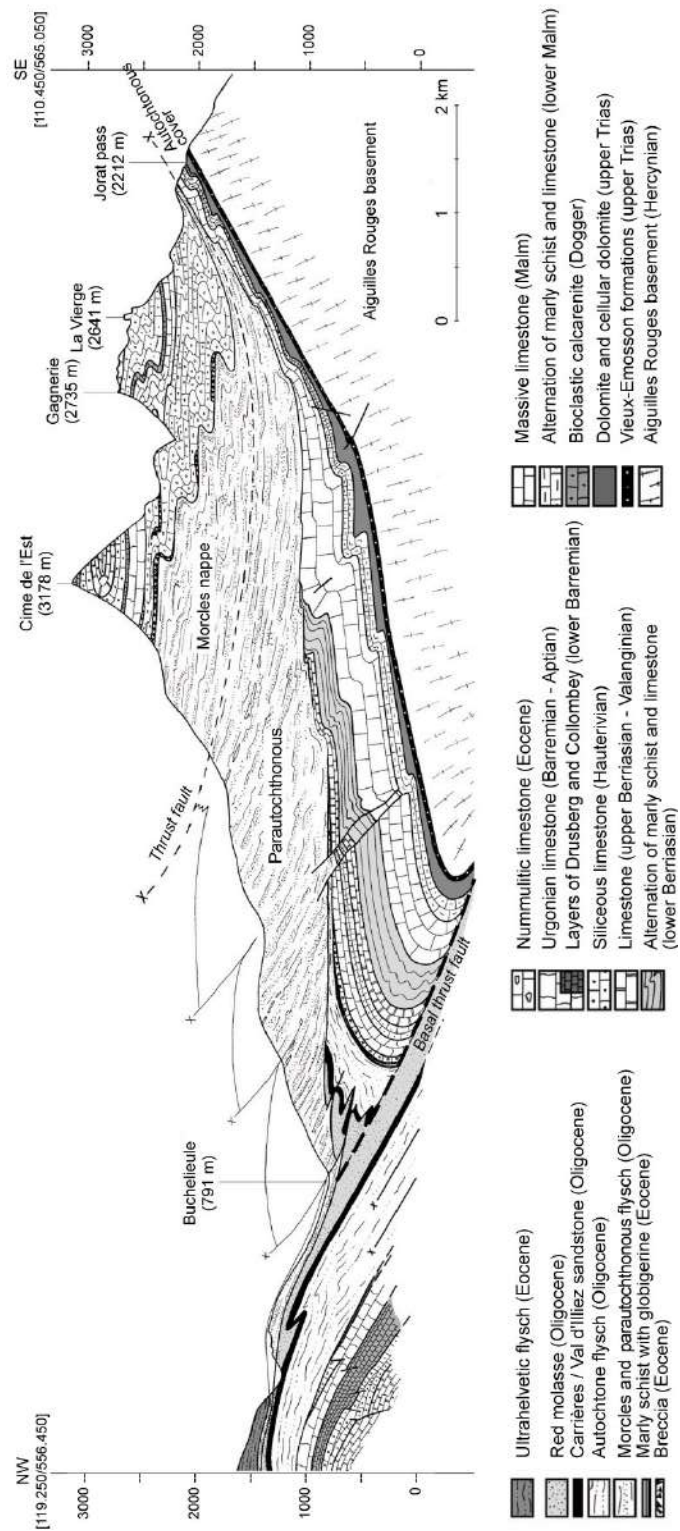 NW
[119.250/556.450]
SE
[110.450/565.050]
3000
2000
1000
0
3000
2000
1000
0
Buchelieule
(791 m)
Cime de l'Est
(3178 m)
Gagnerie
(2735 m)
La Vierge
(2641 m)
Jorat pass
(2212 m)
Autochtonous
cover
X
X
X
X
X
X
X
X
Thrust fault
Morcles nappe
Parautochthonous
Basal thrust fault
Aiguilles Rouges basement
0
1
2 km
Ultrahelvetic flysch (Eocene)
Red molasse (Oligocene)
Carrières / Val d'Illiez sandstone (Oligocene)
Autochtone flysch (Oligocene)
Morcles and parautochthonous flysch (Oligocene)
Marly schist with globigerine (Eocene)
Breccia (Eocene)
Nummulitic limestone (Eocene)
Urgonian limestone (Barremian - Aptian)
Layers of Drusberg and Collombey (lower Barremian)
Siliceous limestone (Hauterivian)
Limestone (upper Berriasian - Valanginian)
Alternation of marly schist and limestone
(lower Berriasian)
Massive limestone (Malm)
Alternation of marly schist and limestone (lower Malm)
Bioclastic calcarenite (Dogger)
Dolomite and cellular dolomite (upper Trias)
Vieux-Emosson formations (upper Trias)
Aiguilles Rouges basement (Hercynian)